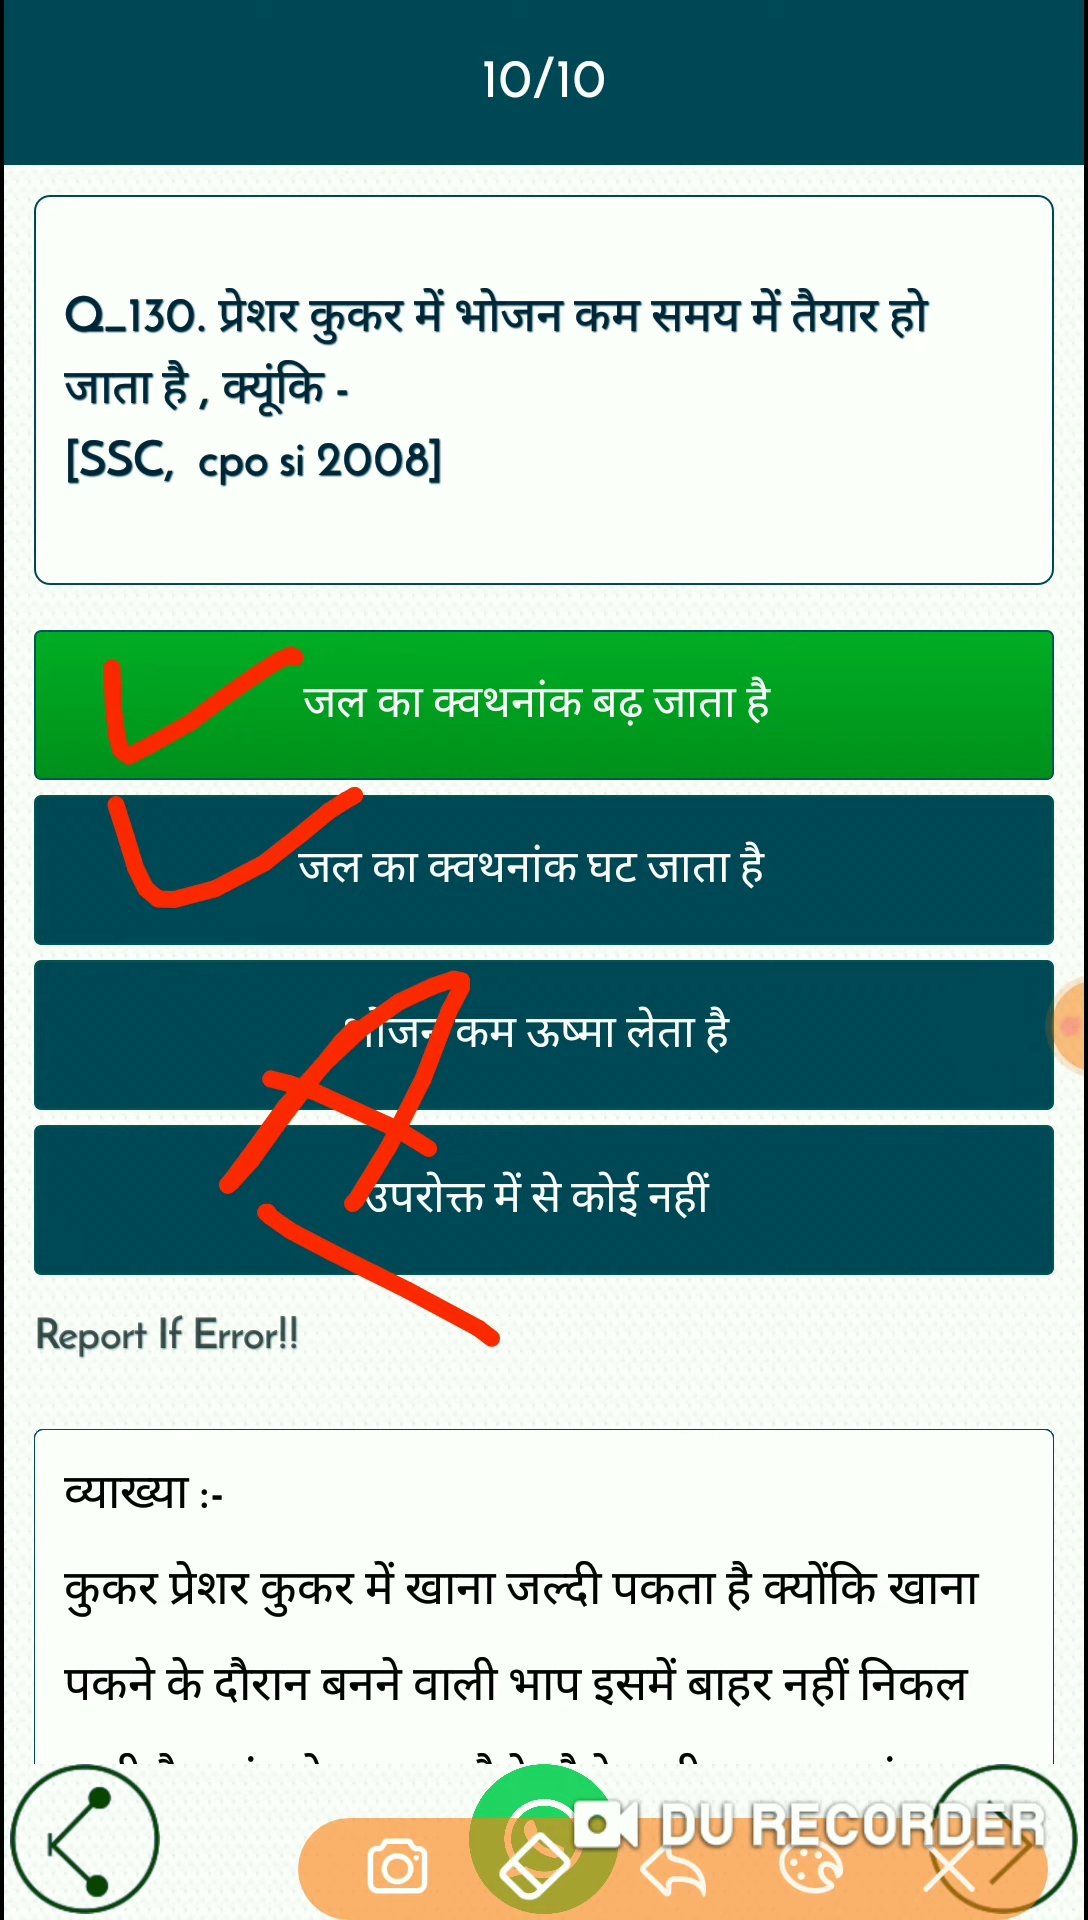 10/10
Q_130. प्रेशर कुकर में भोजन कम समय में तैयार हो
जाता है , क्यूंकि -
[SSC, cpo si 2008]
जल का क्वथनांक बढ़ जाता है
जल का क्वथनांक घट जाता है
भोजन कम ऊष्मा लेता है
उपरोक्त में से कोई नहीं
A
Report If Error!!
व्याख्या :-
कुकर प्रेशर कुकर में खाना जल्दी पकता है क्योंकि खाना
पकने के दौरान बनने वाली भाप इसमें बाहर नहीं निकल
DU RECORDER